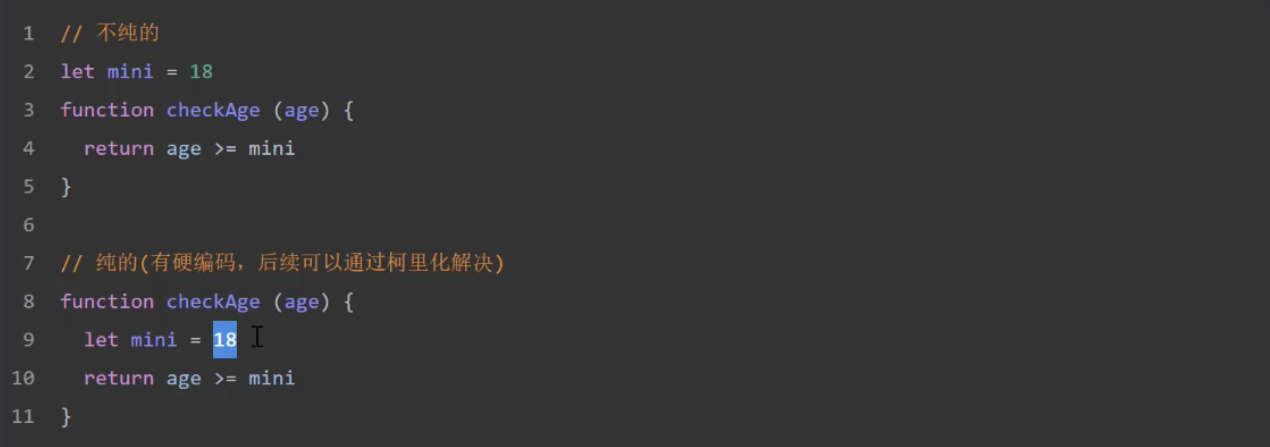 1 // 不纯的
2 let mini = 18
3 function checkAge (age) {
4 return age >= mini
5 }
6
7 // 纯的(有硬编码，后续可以通过柯里化解决)
8 function checkAge (age) {
9 let mini = 18
10 return age >= mini
11 }